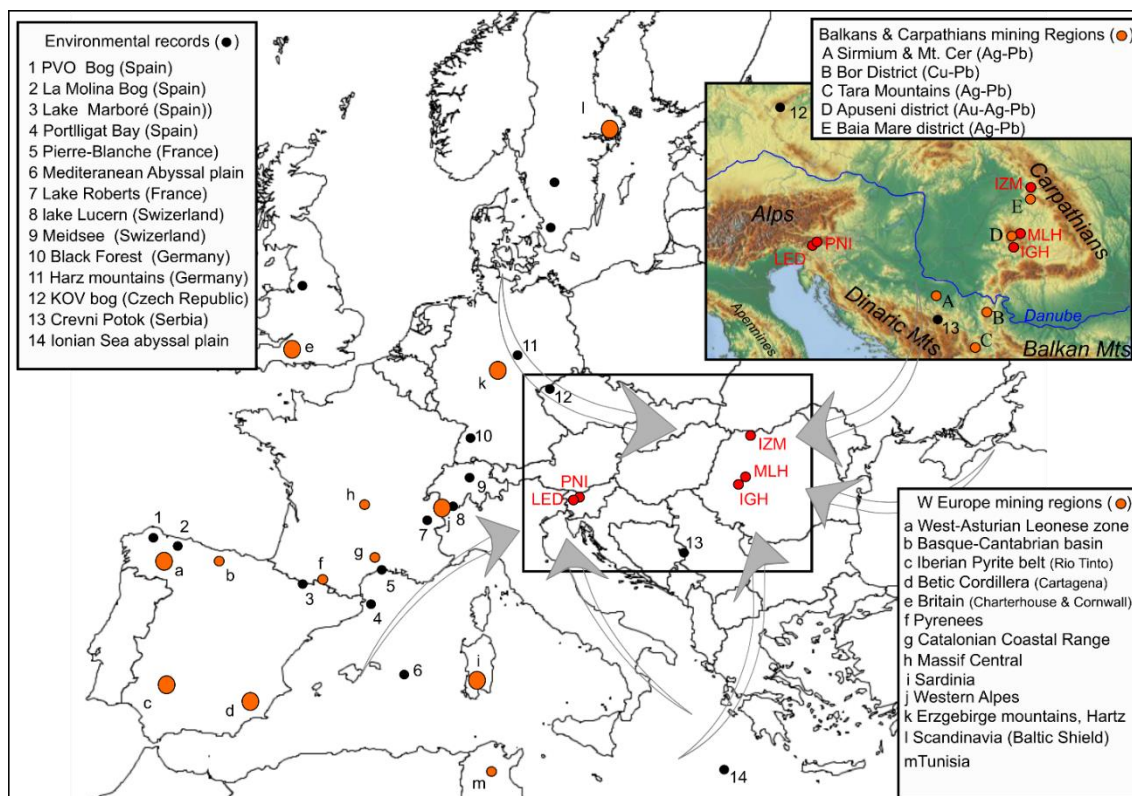 Environmental records (●)
1 PVO Bog (Spain)
2 La Molina Bog (Spain)
3 Lake Marboré (Spain))
4 Portlligat Bay (Spain)
5 Pierre-Blanche (France)
6 Mediteranean Abyssal plain
7 Lake Roberts (France)
8 lake Lucern (Swizerland)
9 Meidsee (Swizerland)
10 Black Forest (Germany)
11 Harz mountains (Germany)
12 KOV bog (Czech Republic)
13 Crevni Potok (Serbia)
14 Ionian Sea abyssal plain
Balkans & Carpathians mining Regions (●)
A Sirmium & Mt. Cer (Ag-Pb)
B Bor District (Cu-Pb)
C Tara Mountains (Ag-Pb)
D Apuseni district (Au-Ag-Pb)
E Baia Mare district (Ag-Pb)
12
IZM
E
Carpathians
Alps
PNI
LED
D
MLH
IGH
A
B
13
C
Danube
Apennines
Dinaric Mts
Balkan Mts
l
e
11
k
12
10
9
IZM
MLH
IGH
PNI
LED
h
j
8
7
13
1
2
a
b
g
f
5
3
4
6
i
c
d
m
14
W Europe mining regions (●)
a West-Asturian Leonese zone
b Basque-Cantabrian basin
c Iberian Pyrite belt (Rio Tinto)
d Betic Cordillera (Cartagena)
e Britain (Charterhouse & Cornwall)
f Pyrenees
g Catalonian Coastal Range
h Massif Central
i Sardinia
j Western Alpes
k Erzgebirge mountains, Hartz
l Scandinavia (Baltic Shield)
mTunisia